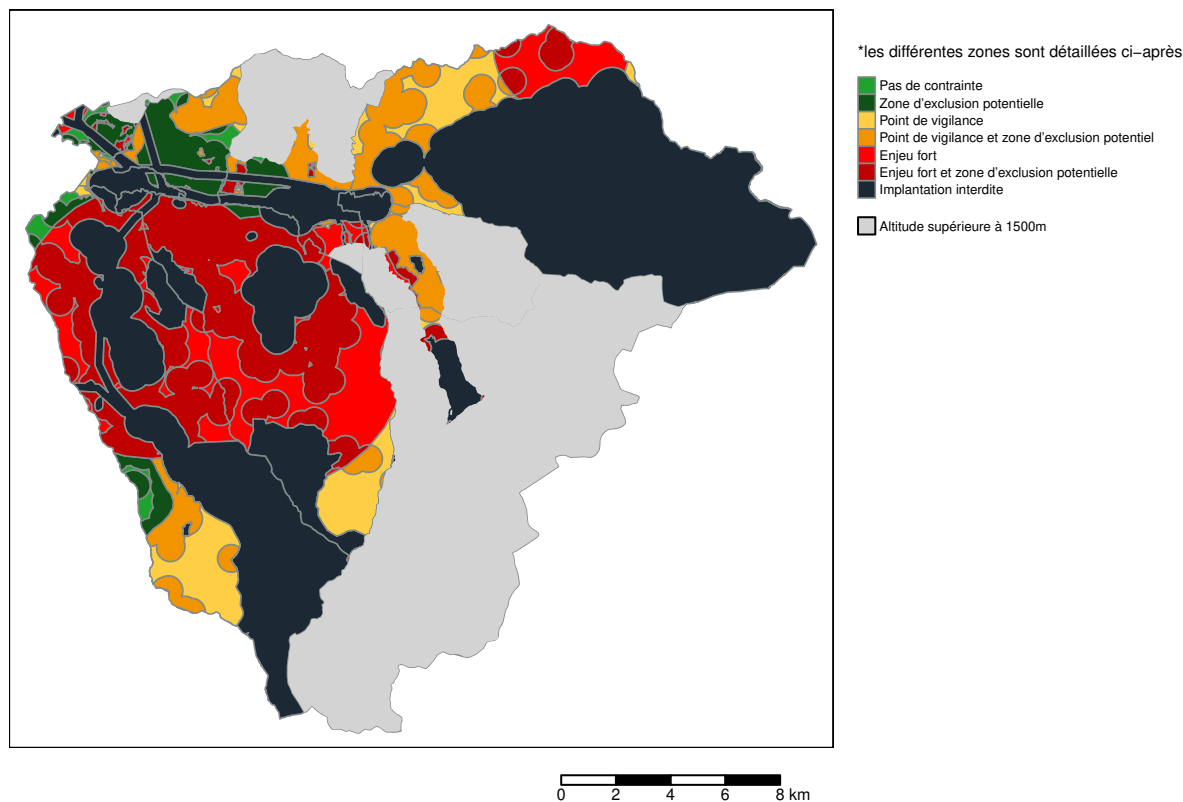 *les différentes zones sont détaillées ci–après
Pas de contrainte
Zone d'exclusion potentielle
Point de vigilance
Point de vigilance et zone d'exclusion potentiel
Enjeu fort
Enjeu fort et zone d'exclusion potentielle
Implantation interdite
Altitude supérieure à 1500m
0 2 4 6 8 km